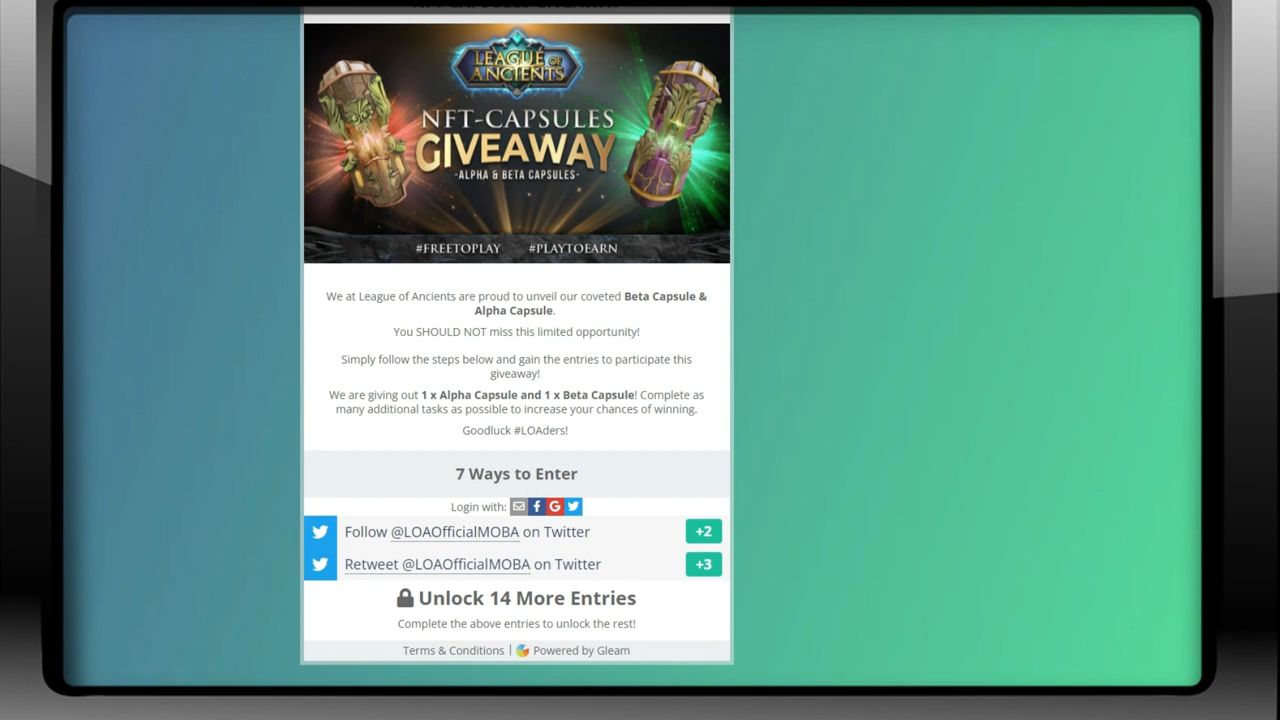 LEAGUE OF
ANCIENTS
NFT-CAPSULES
GIVEAWAY
-ALPHA & BETA CAPSULES-
#FREETOPLAY #PLAYTOEARN
We at League of Ancients are proud to unveil our coveted Beta Capsule &
Alpha Capsule.
You SHOULD NOT miss this limited opportunity!
Simply follow the steps below and gain the entries to participate this
giveaway!
We are giving out 1 x Alpha Capsule and 1 x Beta Capsule! Complete as
many additional tasks as possible to increase your chances of winning.
Goodluck #LOAders!
7 Ways to Enter
Login with:
Follow @LOAOfficialMOBA on Twitter +2
Retweet @LOAOfficialMOBA on Twitter +3
Unlock 14 More Entries
Complete the above entries to unlock the rest!
Terms & Conditions | Powered by Gleam